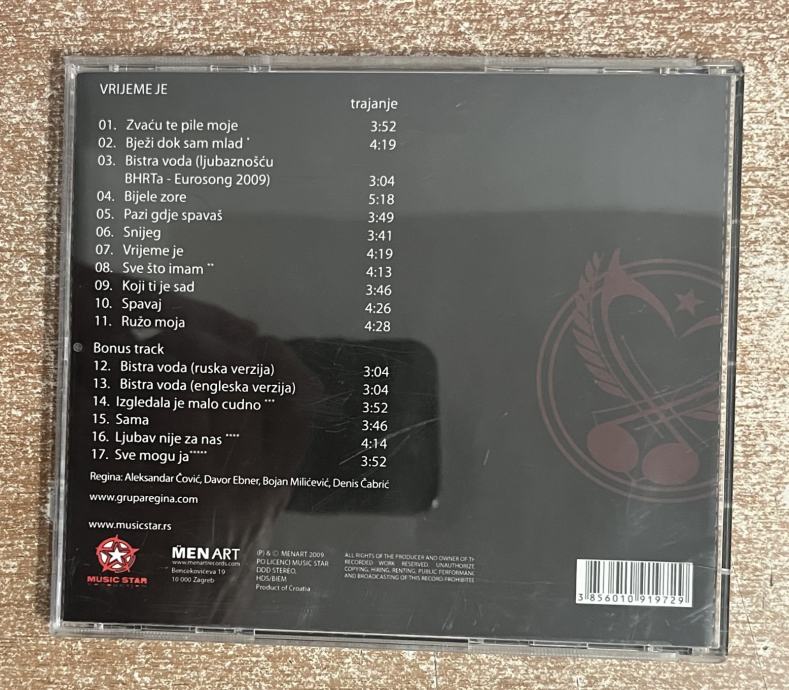 VRIJEME JE
trajanje
01. Zvaću te pile moje 3:52
02. Bježi dok sam mlad * 4:19
03. Bistra voda (ljubaznošću
BHRTa - Eurosong 2009) 3:04
04. Bijele zore 5:18
05. Pazi gdje spavaš 3:49
06. Snijeg 3:41
07. Vrijeme je 4:19
08. Sve što imam ** 4:13
09. Koji ti je sad 3:46
10. Spavaj 4:26
11. Ružo moja 4:28
Bonus track
12. Bistra voda (ruska verzija) 3:04
13. Bistra voda (engleska verzija) 3:04
14. Izgledala je malo cudno *** 3:52
15. Sama 3:46
16. Ljubav nije za nas **** 4:14
17. Sve mogu ja***** 3:52
Regina: Aleksandar Čović, Davor Ebner, Bojan Milićević, Denis Čabrić
www.gruparegina.com
www.musicstar.rs
MUSIC STAR
PRODUCTION
MENART
www.menartrecords.com
Bencekovićeva 19
10 000 Zagreb
(P) & © MENART 2009
PO LICENCI MUSIC STAR
DDD STEREO,
HDS/BIEM
Product of Croatia
ALL RIGHTS OF THE PRODUCER AND OWNER OF TH
RECORDED WORK RESERVED. UNAUTHORIZE
COPYING, HIRING, RENTING, PUBLIC PERFORMANC
AND BROADCASTING OF THIS RECORD PROHIBITED
3 856010 919729